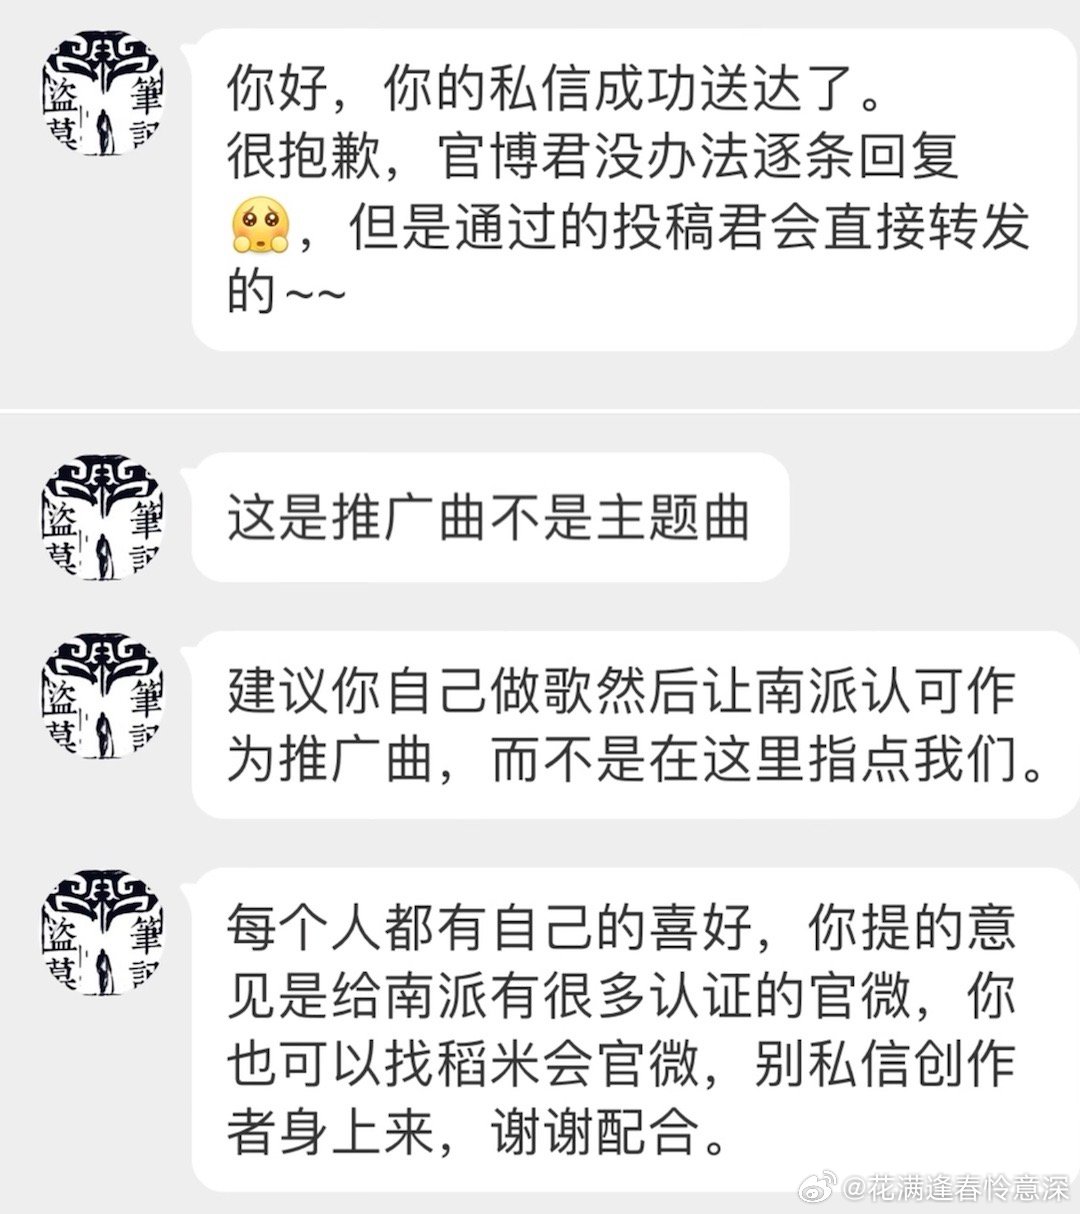 盗墓
筆記
你好，你的私信成功送达了。
很抱歉，官博君没办法逐条回复
🥺，但是通过的投稿君会直接转发
的~~
盗墓
筆記
这是推广曲不是主题曲
盗墓
筆記
建议你自己做歌然后让南派认可作
为推广曲，而不是在这里指点我们。
盗墓
筆記
每个人都有自己的喜好，你提的意
见是给南派有很多认证的官微，你
也可以找稻米会官微，别私信创作
者身上来，谢谢配合。
@花满逢春怜意深